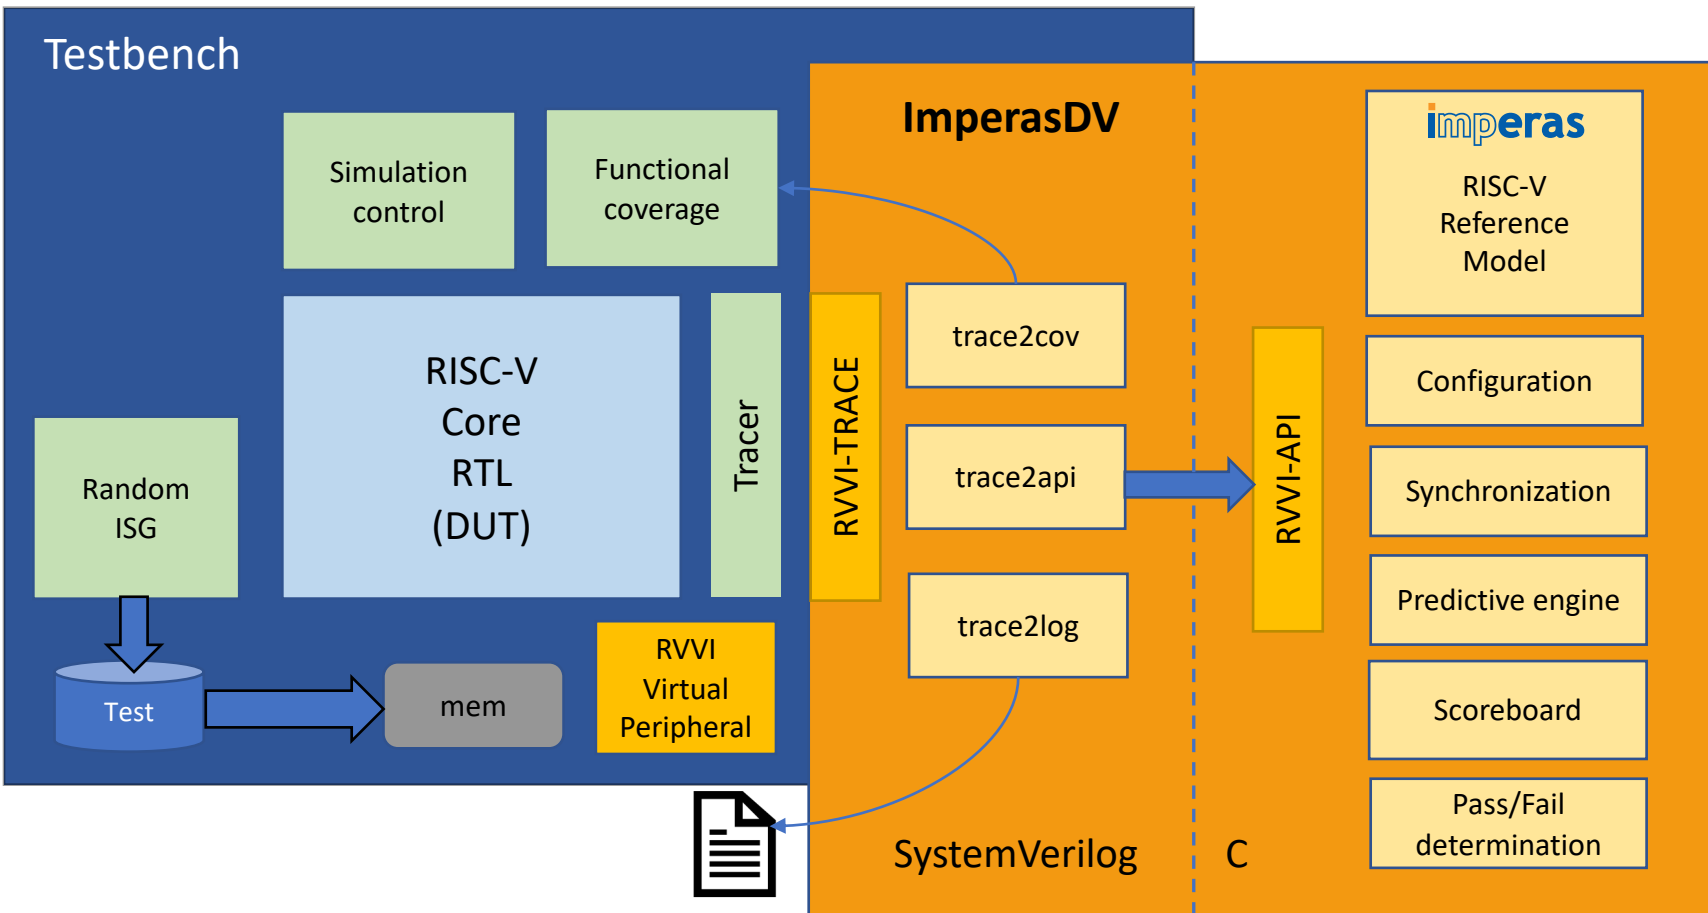 Testbench
ImperasDV
imperas
RISC-V
Reference
Model
Simulation
control
Functional
coverage
trace2cov
RISC-V
Core
RTL
(DUT)
Tracer
RVVI-TRACE
RVVI-API
Configuration
Random
ISG
trace2api
Synchronization
Predictive engine
trace2log
RVVI
Virtual
Peripheral
Test
mem
Scoreboard
Pass/Fail
determination
SystemVerilog
C